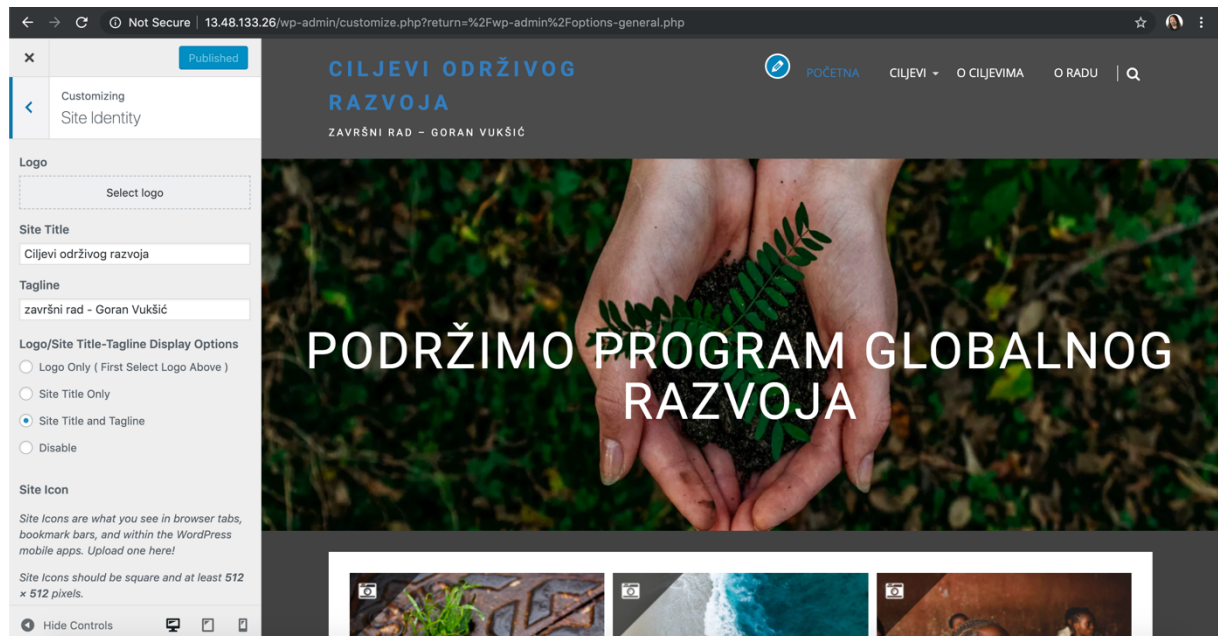 Not Secure | 13.48.133.26/wp-admin/customize.php?return=%2Fwp-admin%2Foptions-general.php
Published
Customizing
Site Identity
Logo
Select logo
Site Title
Ciljevi održivog razvoja
Tagline
završni rad - Goran Vukšić
Logo/Site Title-Tagline Display Options
Logo Only ( First Select Logo Above )
Site Title Only
Site Title and Tagline
Disable
Site Icon
Site Icons are what you see in browser tabs,
bookmark bars, and within the WordPress
mobile apps. Upload one here!
Site Icons should be square and at least 512
× 512 pixels.
Hide Controls
CILJEVI ODRŽIVOG
RAZVOJA
ZAVRŠNI RAD – GORAN VUKŠIĆ
POČETNA CILJEVI O CILJEVIMA O RADU
PODRŽIMO PROGRAM GLOBALNOG
RAZVOJA